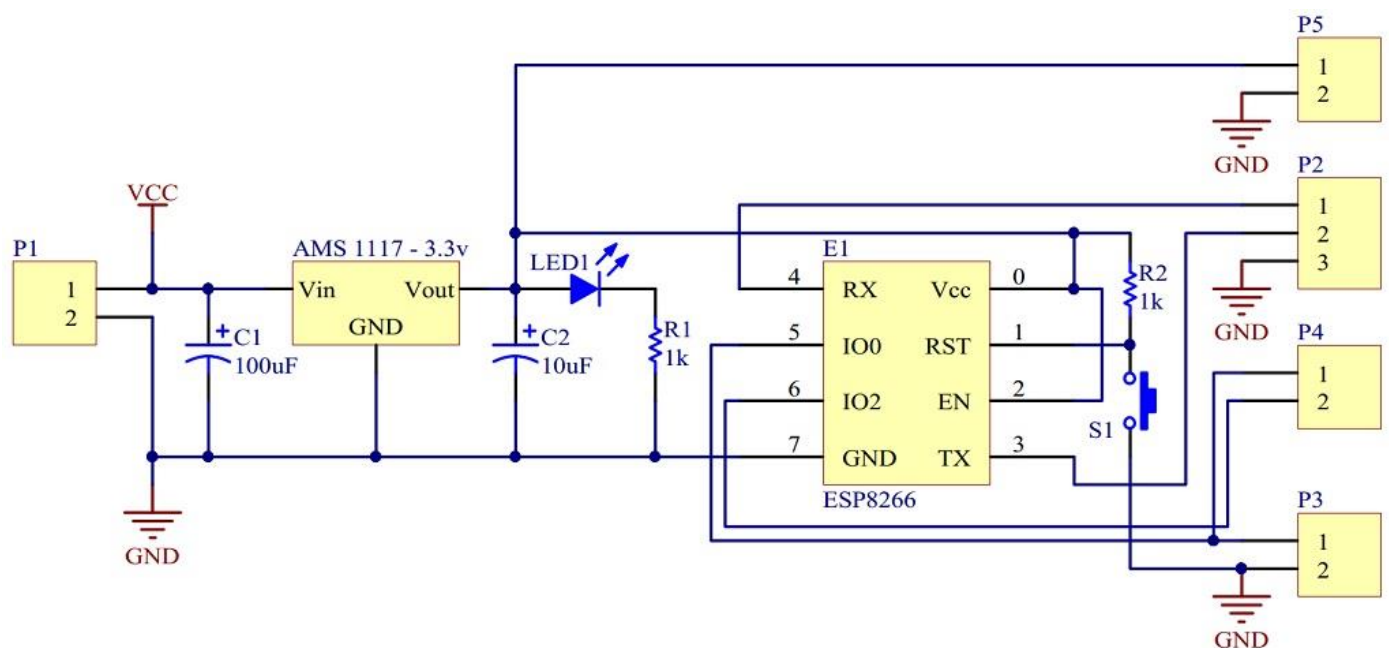 P5
1
2
GND
P2
1
2
3
GND
VCC
P1
1
2
AMS 1117 - 3.3v
Vin
Vout
GND
+
C1
100uF
LED1
+
C2
10uF
R1
1k
GND
E1
4
RX
Vcc
0
5
IO0
RST
1
6
IO2
EN
2
7
GND
TX
3
ESP8266
R2
1k
S1
P4
1
2
P3
1
2
GND